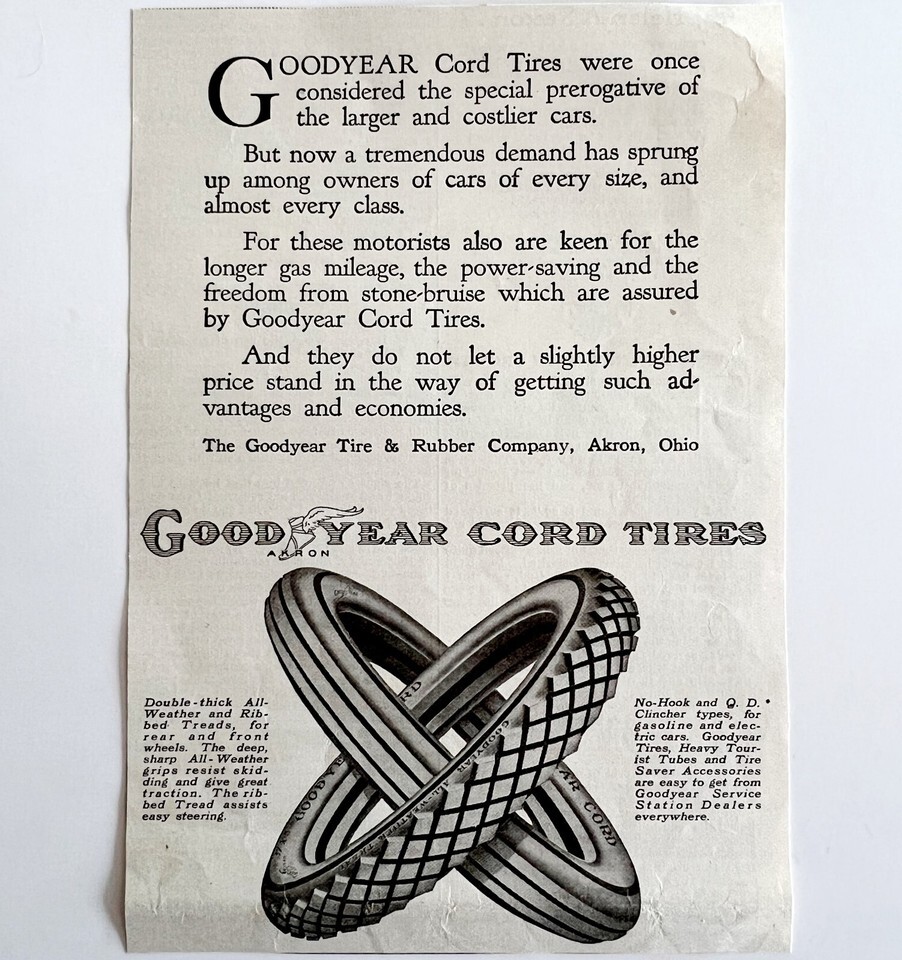 GOODYEAR Cord Tires were once
considered the special prerogative of
the larger and costlier cars.
But now a tremendous demand has sprung
up among owners of cars of every size, and
almost every class.
For these motorists also are keen for the
longer gas mileage, the power-saving and the
freedom from stone-bruise which are assured
by Goodyear Cord Tires.
And they do not let a slightly higher
price stand in the way of getting such ad-
vantages and economies.
The Goodyear Tire & Rubber Company, Akron, Ohio
GOODYEAR CORD TIRES
AKRON
Double-thick All-
Weather and Rib-
bed Treads, for
rear and front
wheels. The deep,
sharp All-Weather
grips resist skid-
ding and give great
traction. The rib-
bed Tread assists
easy steering.
No-Hook and Q. D.
Clincher types, for
gasoline and elec-
tric cars. Goodyear
Tires, Heavy Tour-
ist Tubes and Tire
Saver Accessories
are easy to get from
Goodyear Service
Station Dealers
everywhere.
RD
GOODYEAR
ALL-WEATHER TREAD
GOODYE
AR CORD